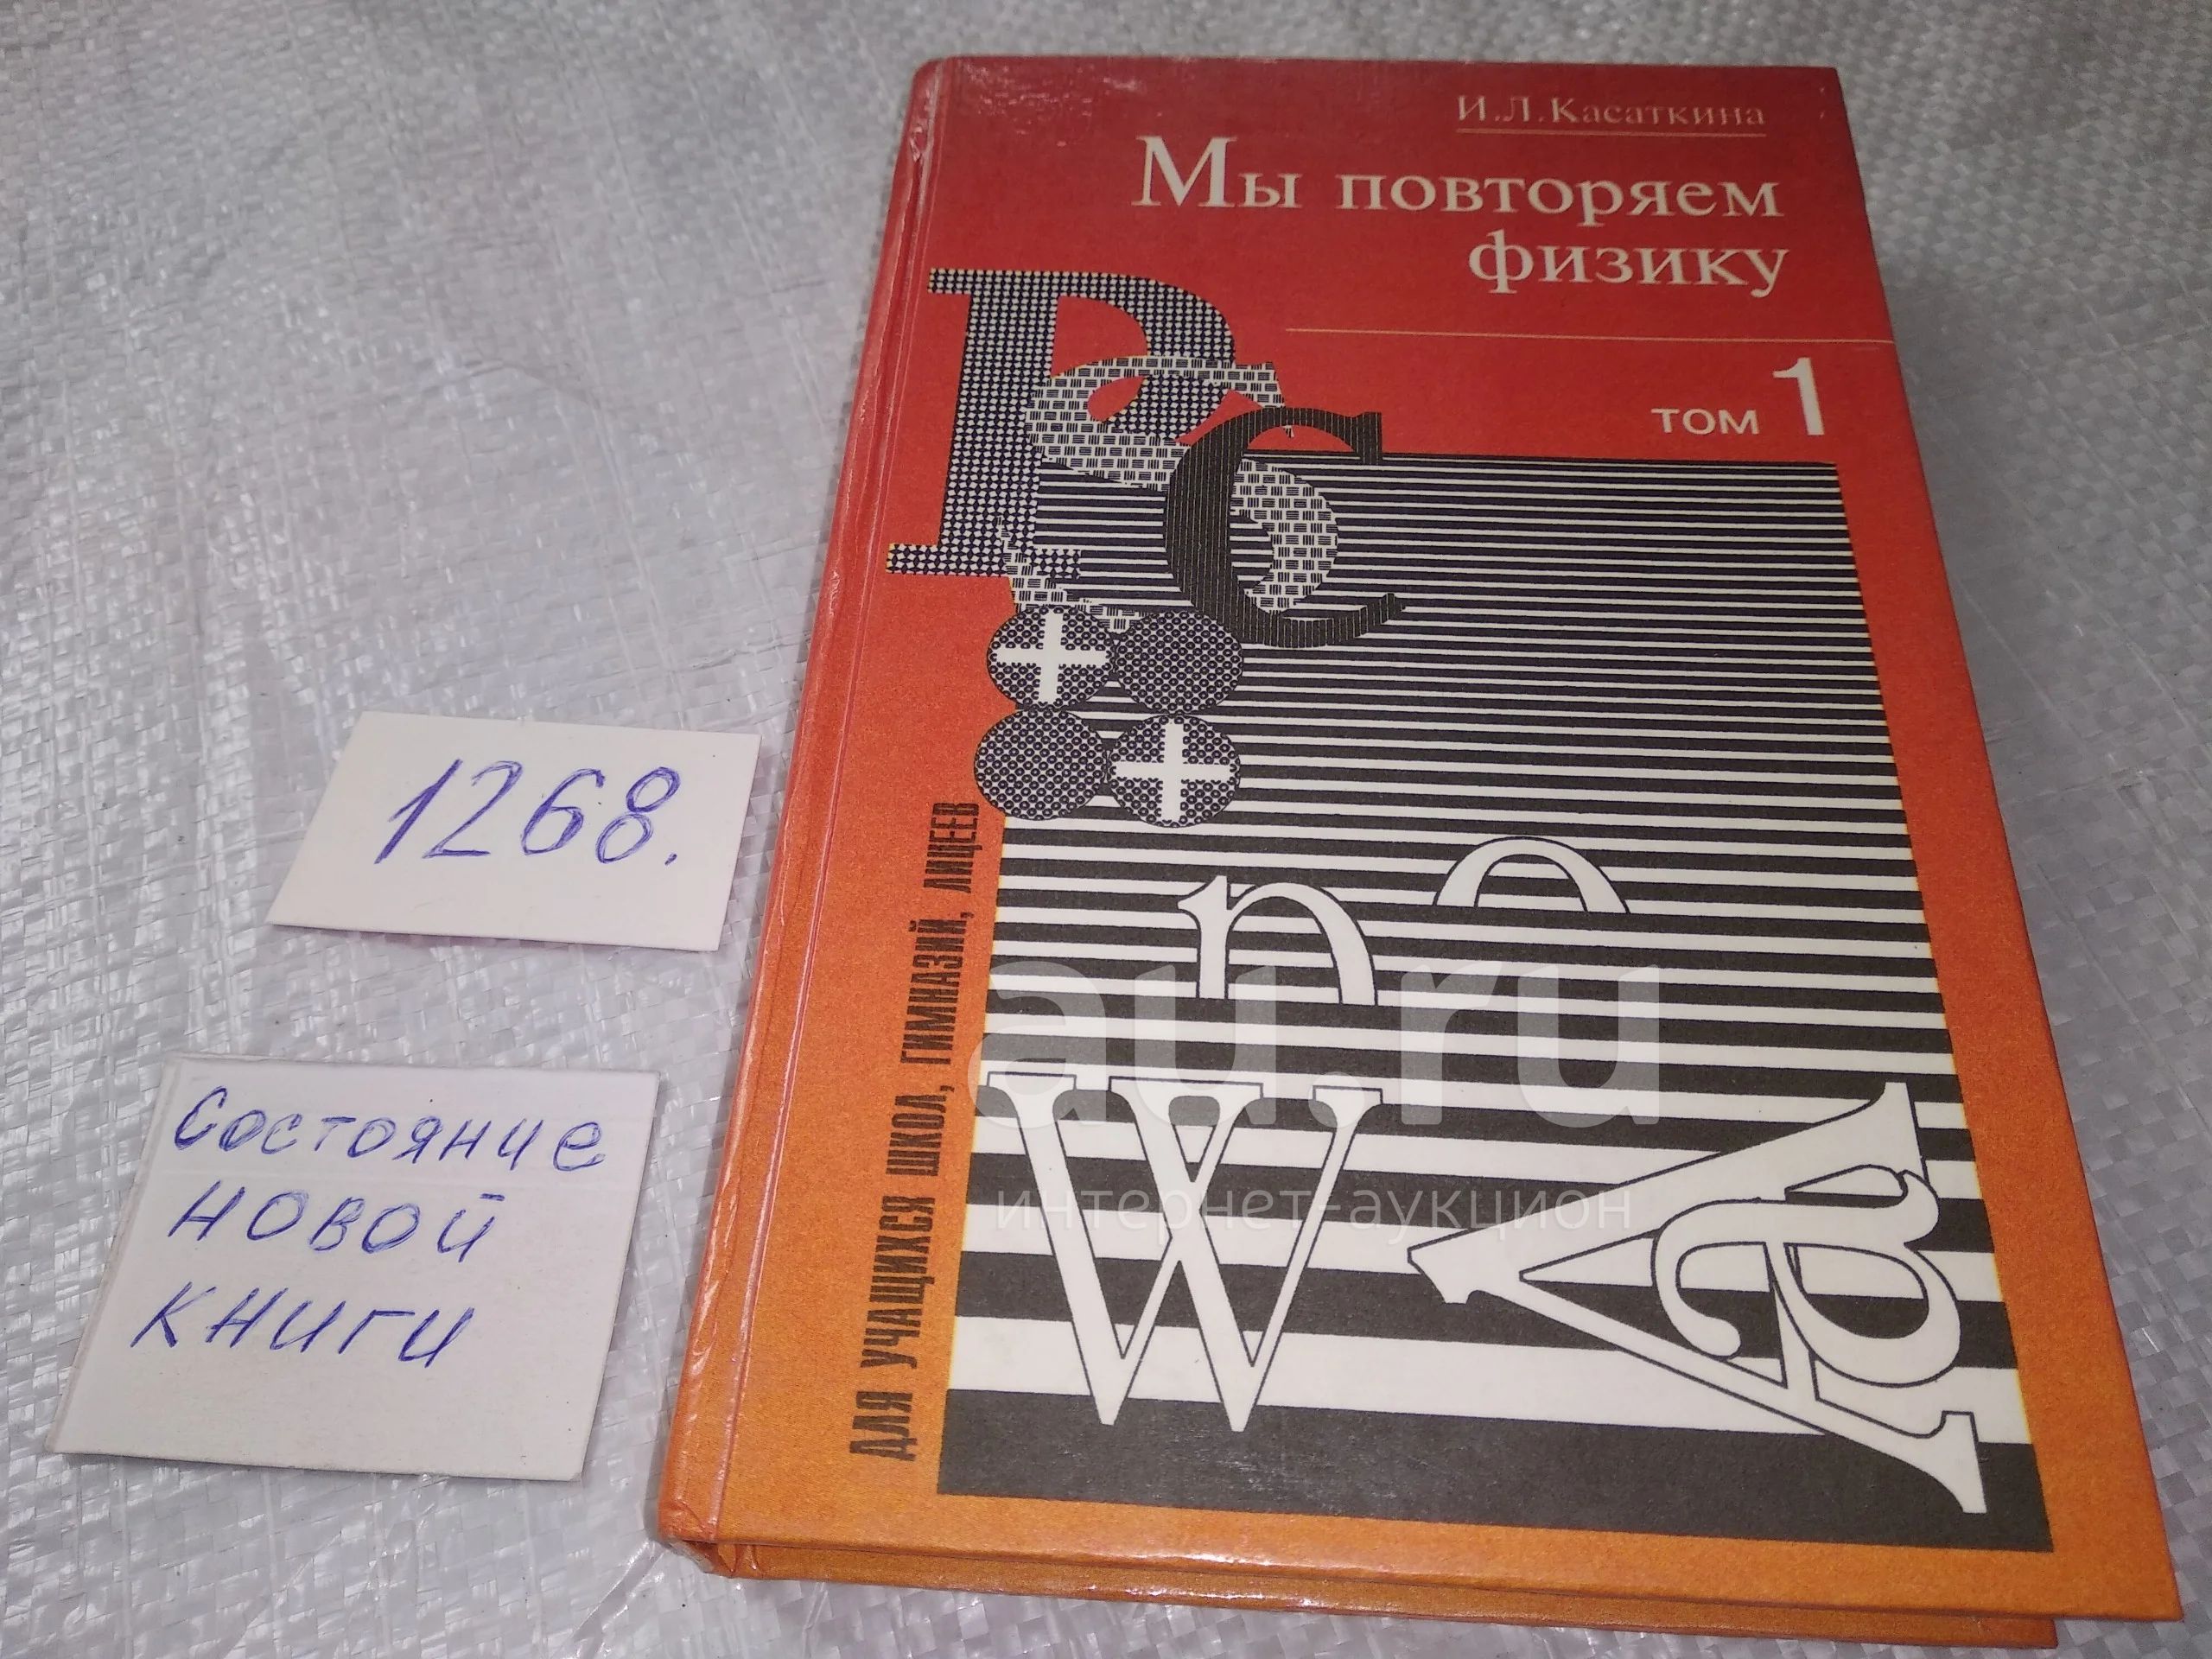 И.Л.Касаткина
Мы повторяем
физику
том 1
P
S
C
n
o
W
A
a
ДЛЯ УЧАЩИХСЯ ШКОЛ, ГИМНАЗИЙ, ЛИЦЕЕВ
1268.
Состояние
новой
книги
au.ru
интернет-аукцион